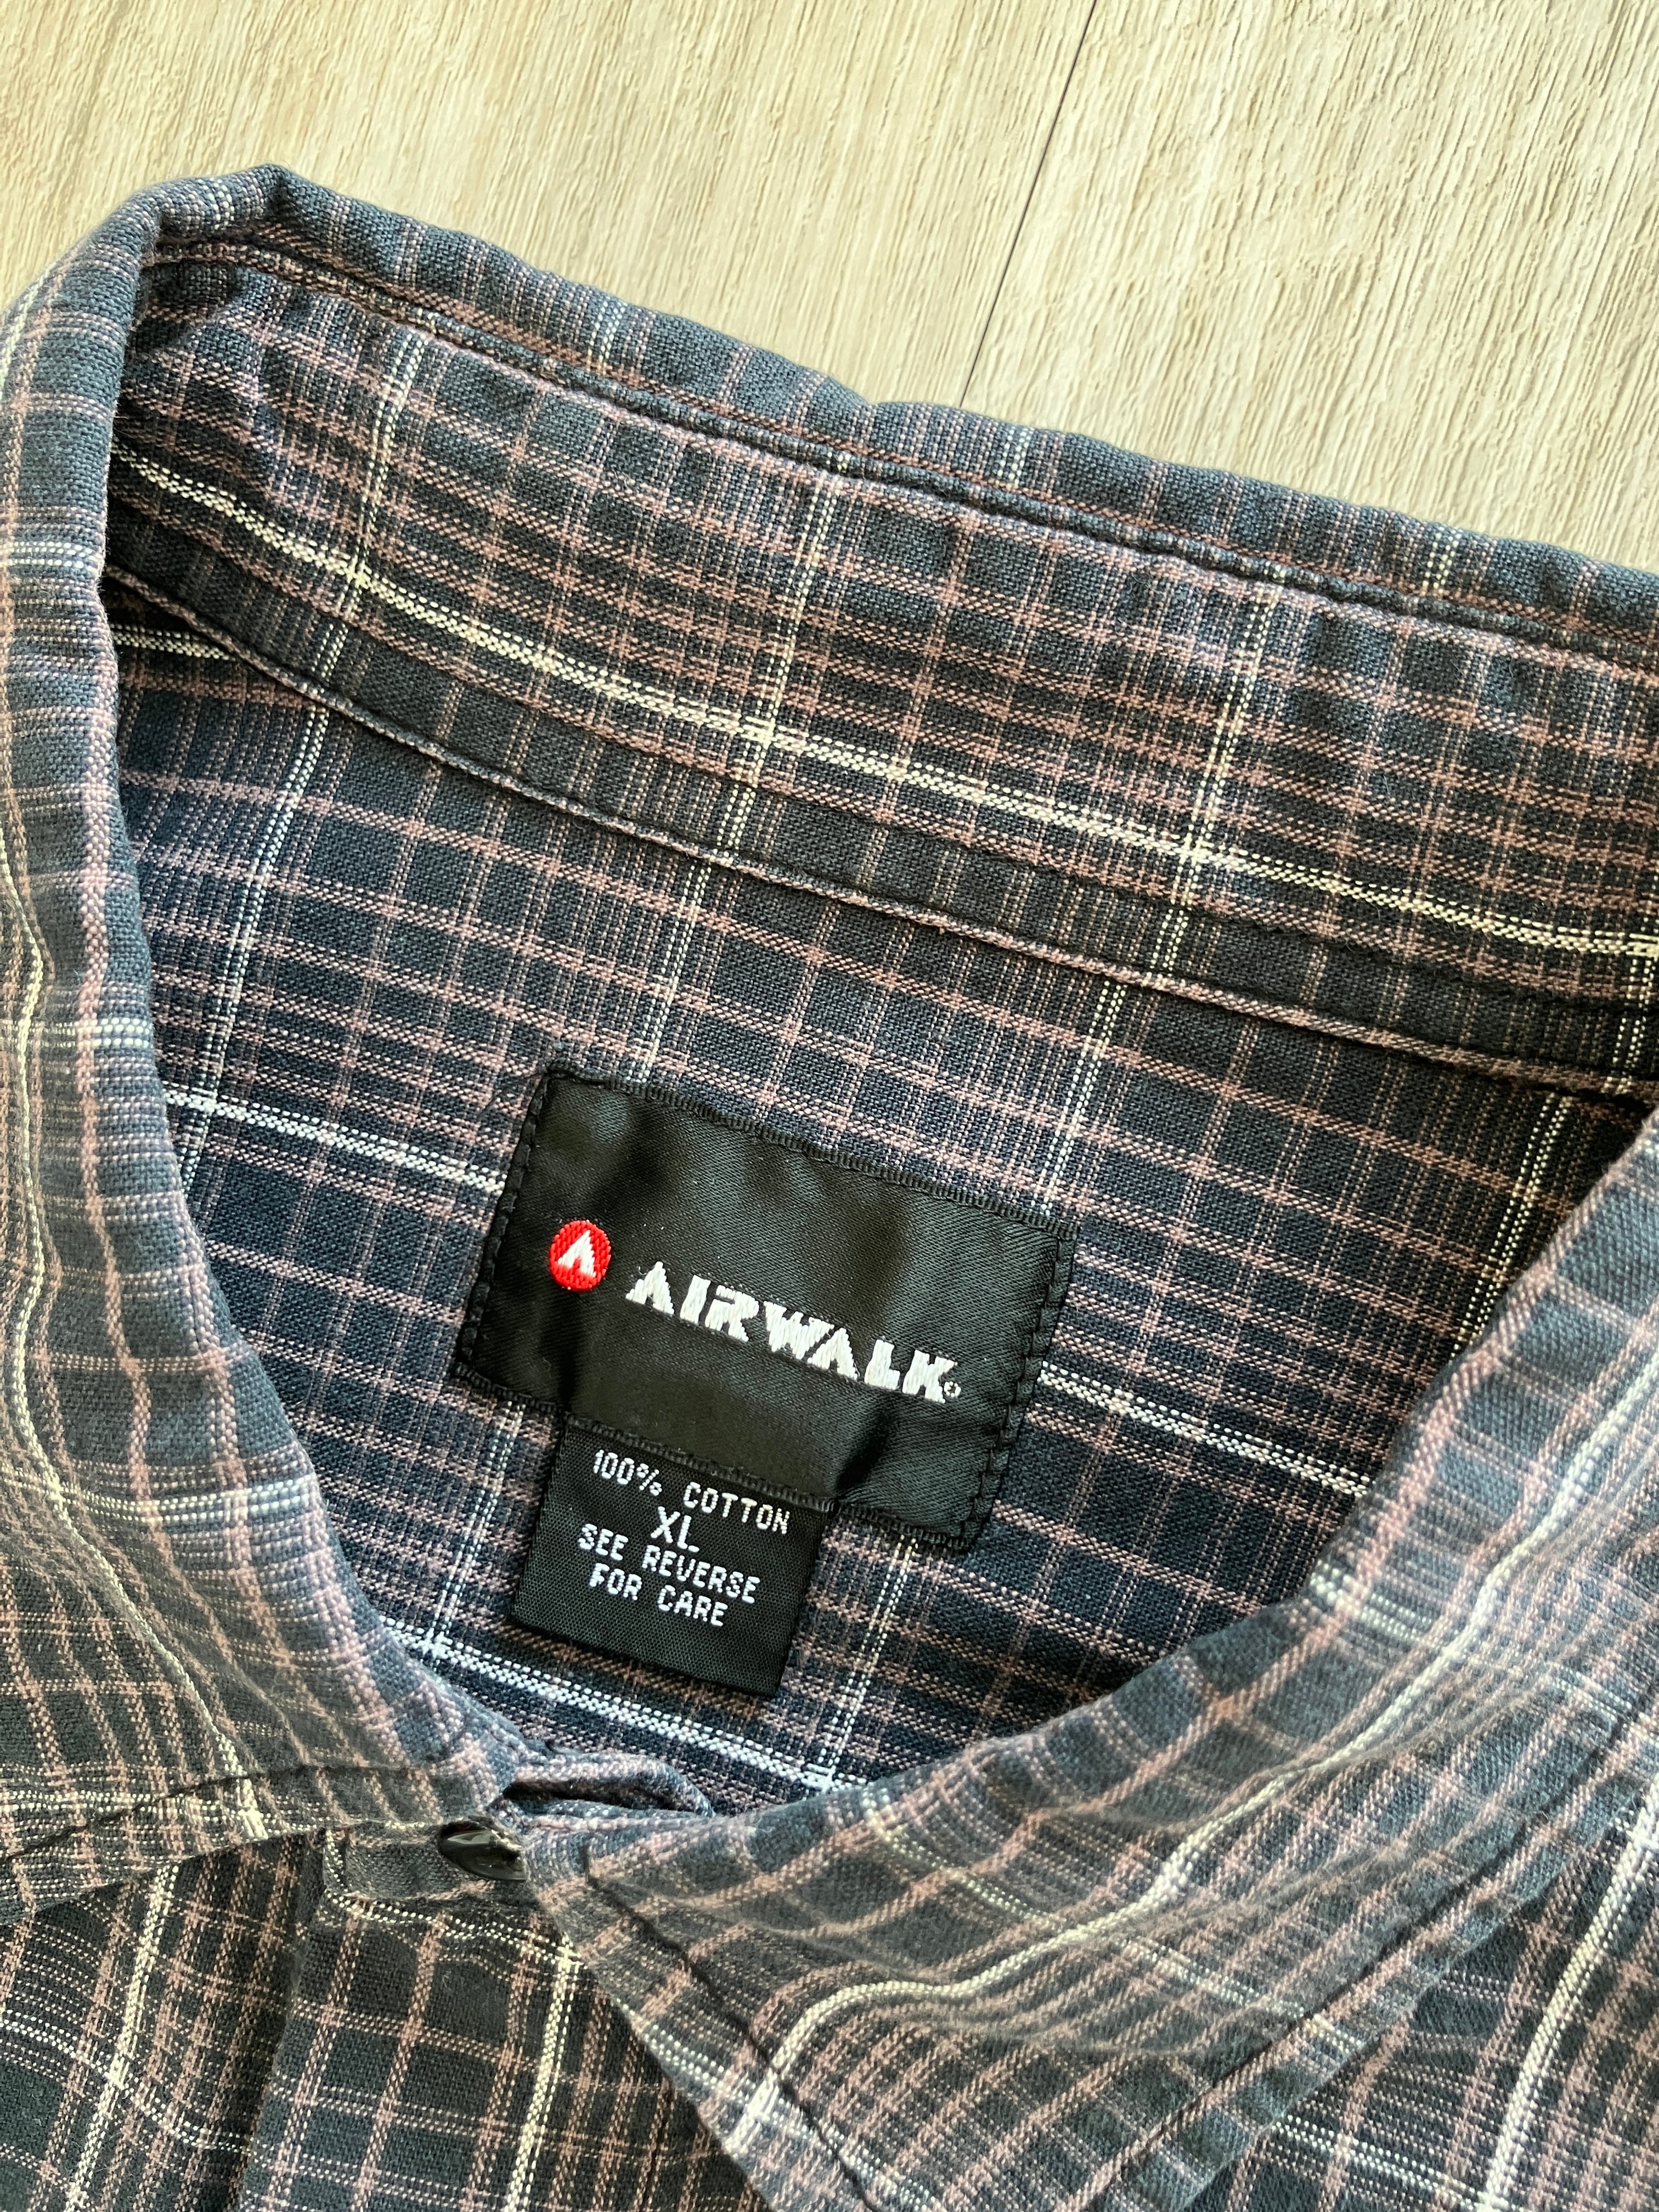 AIRWALK®
100% COTTON
XL
SEE REVERSE
FOR CARE